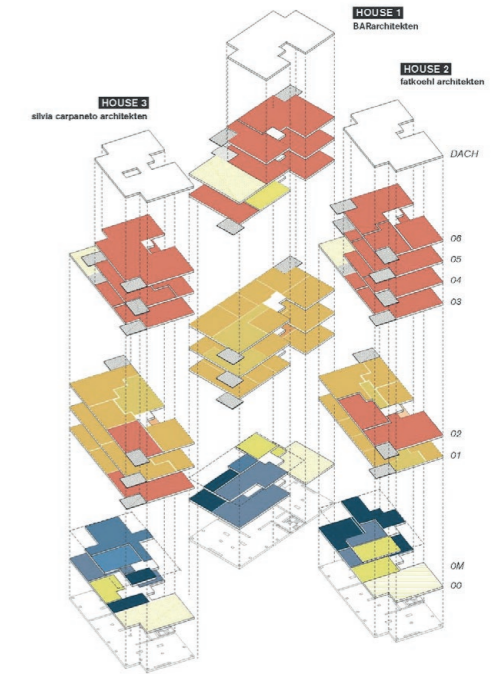 HOUSE 1
BARarchitekten
HOUSE 2
fatkoehl architekten
HOUSE 3
silvia carpaneto architekten
DACH
06
05
04
03
02
01
0M
00